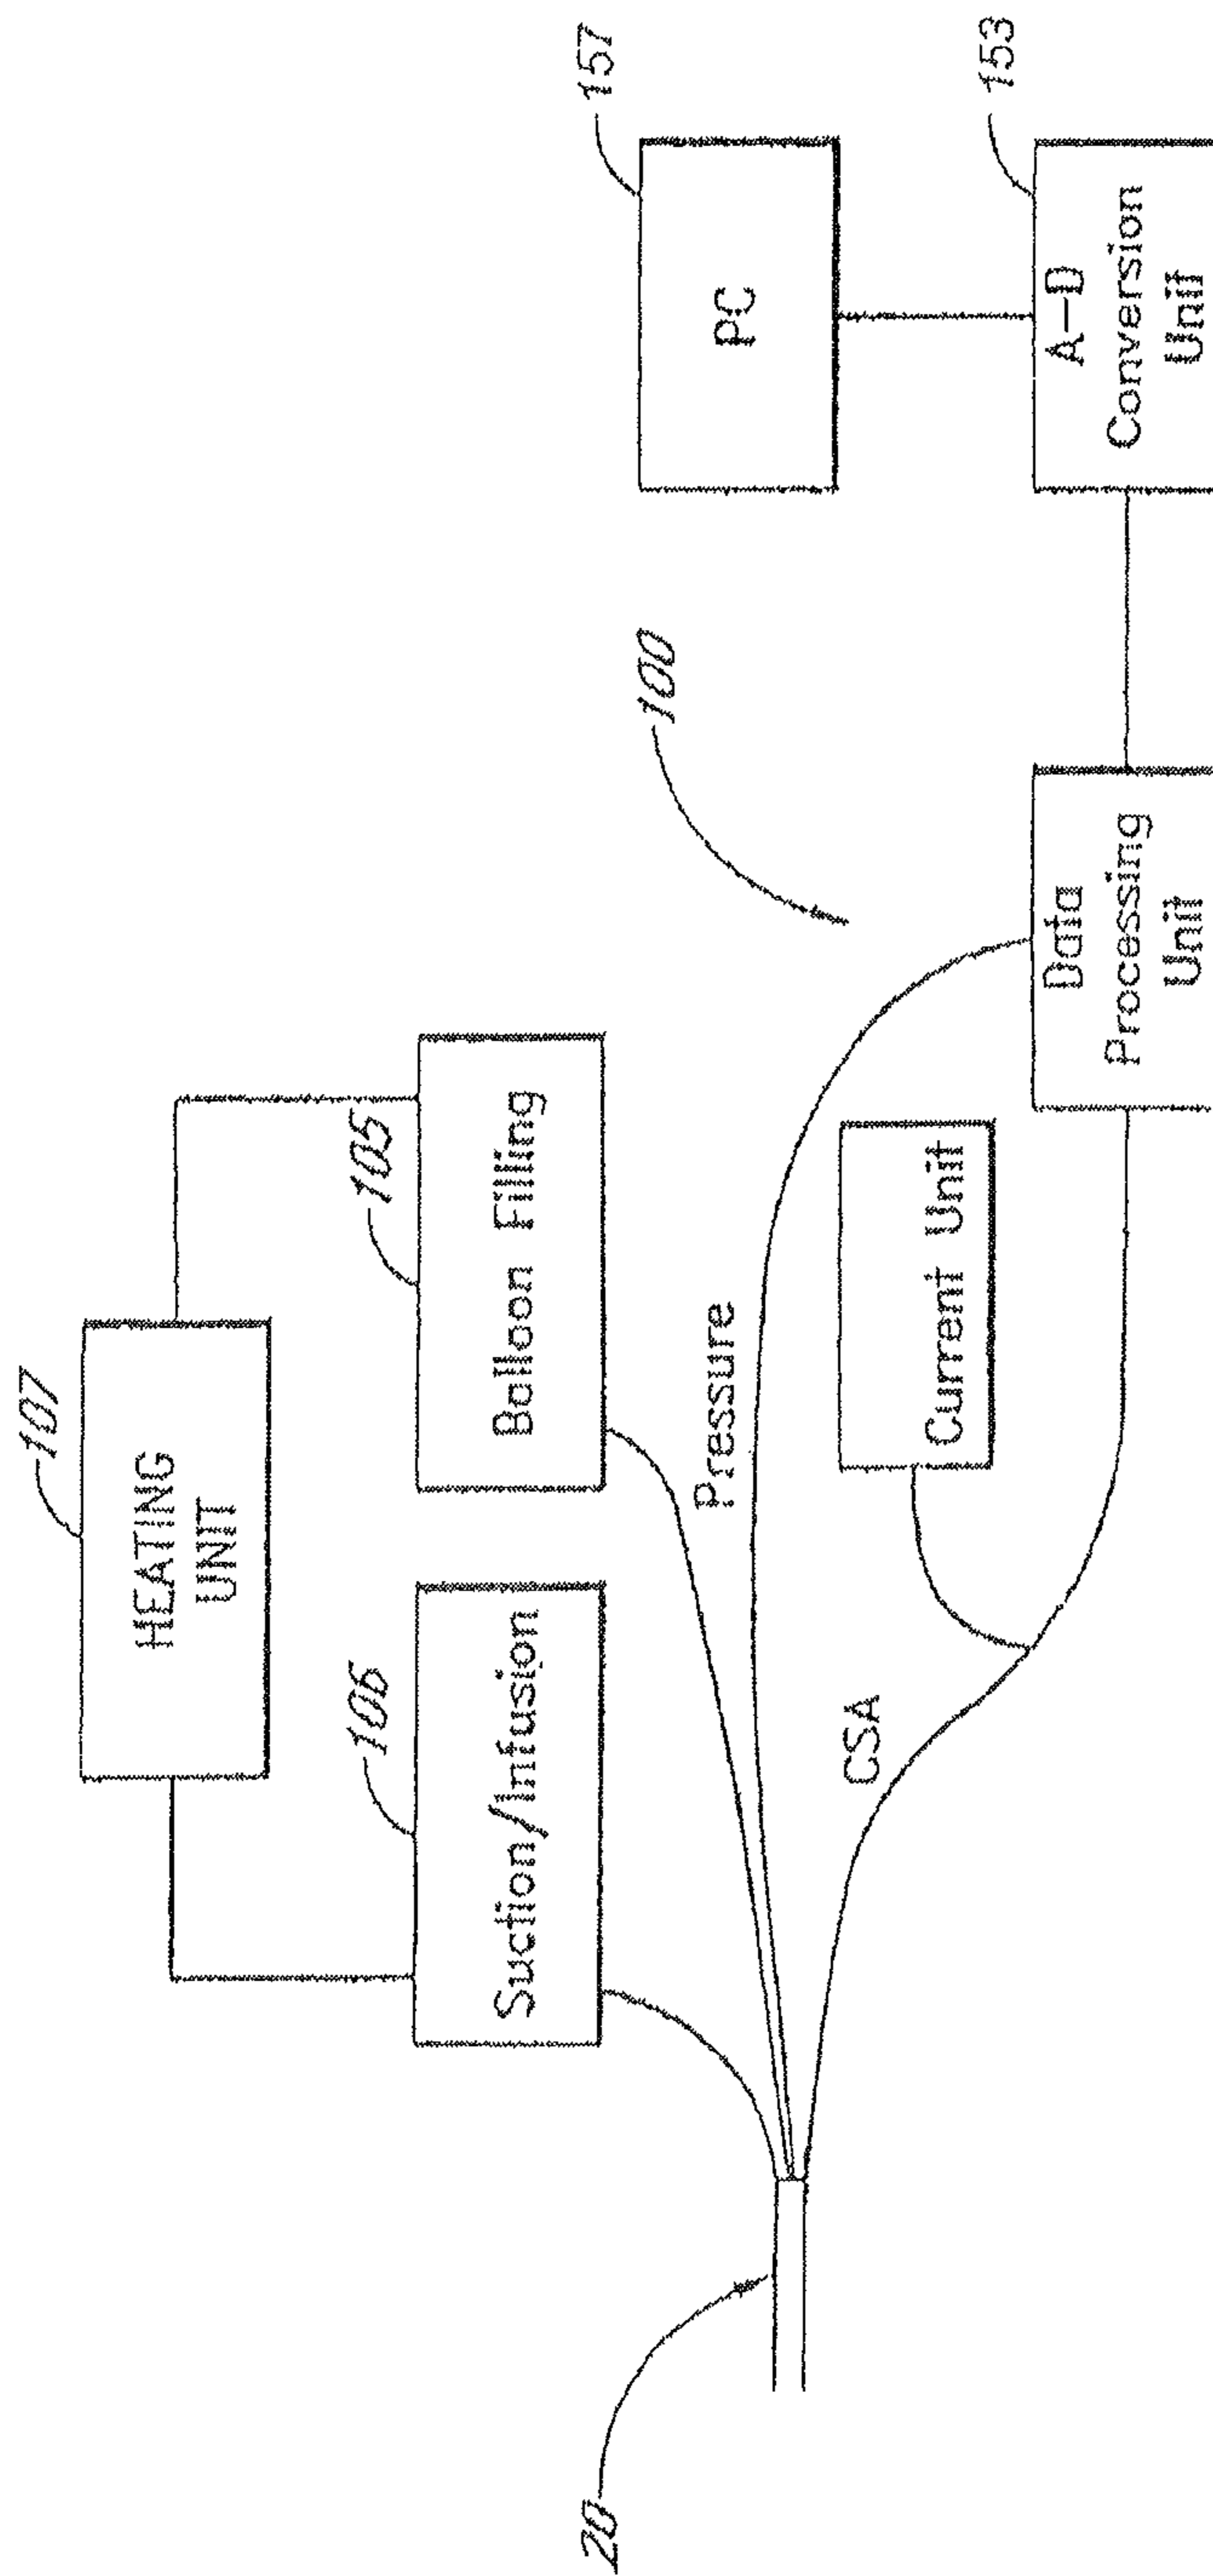 107
HEATING
UNIT
106
Suction/Infusion
105
Balloon Filling
20
Pressure
CSA
Current Unit
100
Data
Processing
Unit
157
PC
153
A-D
Conversion
Unit